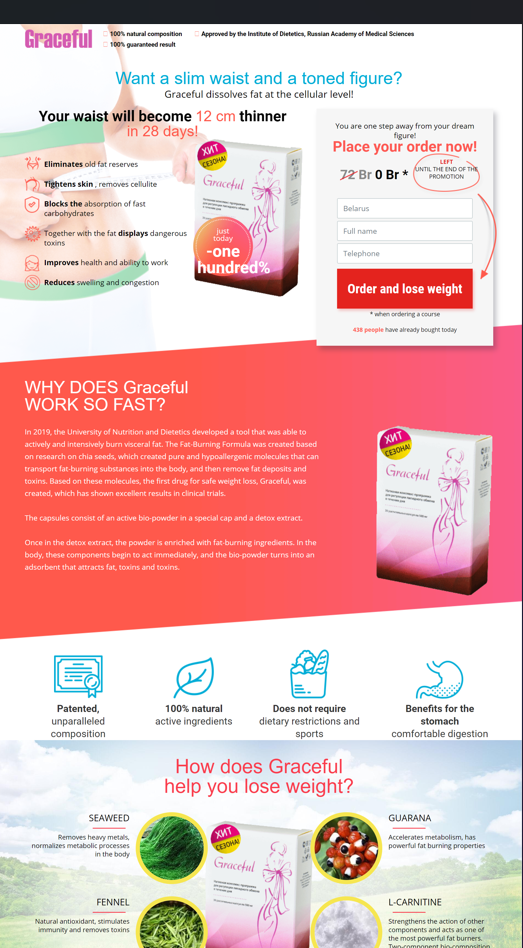 Graceful
100% natural composition
Approved by the Institute of Dietetics, Russian Academy of Medical Sciences
100% guaranteed result
Want a slim waist and a toned figure?
Graceful dissolves fat at the cellular level!
Your waist will become 12 cm thinner
in 28 days!
Eliminates old fat reserves
Tightens skin , removes cellulite
Blocks the absorption of fast
carbohydrates
Together with the fat displays dangerous
toxins
Improves health and ability to work
Reduces swelling and congestion
ХИТ
СЕЗОНА!
Graceful
Just
today
-one
hundred%
You are one step away from your dream
figure!
Please place your order now!
72 Br 0 Br *
LEFT
UNTIL THE END OF THE
PROMOTION
Belarus
Full name
Telephone
Order and lose weight
* when ordering a course
438 people have already bought today
WHY DOES Graceful
WORK SO FAST?
In 2019, the University of Nutrition and Dietetics developed a tool that was able to
actively and intensively burn visceral fat. The Fat-Burning Formula was created based
on research on chia seeds, which created pure and hypoallergenic molecules that can
transport fat-burning substances into the body, and then remove fat deposits and
toxins. Based on these molecules, the first drug for safe weight loss, Graceful, was
created, which has shown excellent results in clinical trials.
The capsules consist of an active bio-powder in a special cap and a detox extract.
Once in the detox extract, the powder is enriched with fat-burning ingredients. In the
body, these components begin to act immediately, and the bio-powder turns into an
adsorbent that attracts fat, toxins and toxins.
ХИТ
СЕЗОНА!
Graceful
Patented,
unparalleled
composition
100% natural
active ingredients
Does not require
dietary restrictions and
sports
Benefits for the
stomach
comfortable digestion
How does Graceful
help you lose weight?
SEAWEED
Removes heavy metals,
normalizes metabolic processes
in the body
ХИТ
СЕЗОНА!
Graceful
GUARANA
Accelerates metabolism, has
powerful fat burning properties
FENNEL
Natural antioxidant, stimulates
immunity and removes toxins
L-CARNITINE
Strengthens the action of other
components and acts as one of
the most powerful fat burners.
Two-component bio-composition